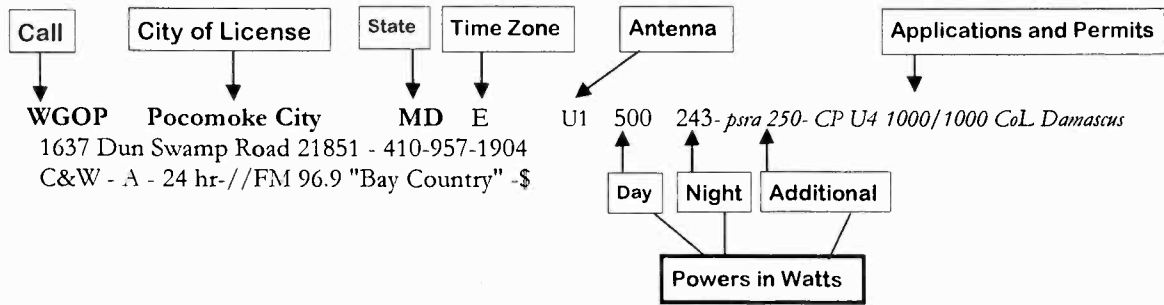 Call City of License State Time Zone Antenna Applications and Permits
WGOP Pocomoke City MD E U1 500 243- psra 250- CP U4 1000/1000 CoL Damascus
1637 Dun Swamp Road 21851 - 410-957-1904
C&W - A - 24 hr-//FM 96.9 "Bay Country" -$
Day Night Additional
Powers in Watts